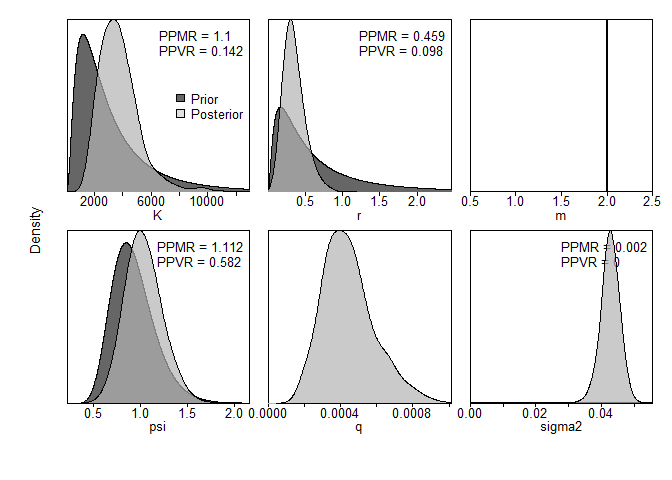 PPMR = 1.1
PPVR = 0.142
Prior
Posterior
2000 6000 10000
K
PPMR = 0.459
PPVR = 0.098
0.5 1.0 1.5 2.0
r
0.5 1.0 1.5 2.0 2.5
m
Density
PPMR = 1.112
PPVR = 0.582
0.5 1.0 1.5 2.0
psi
0.0000 0.0004 0.0008
q
PPMR = 0.002
PPVR = 0
0.00 0.02 0.04
sigma2